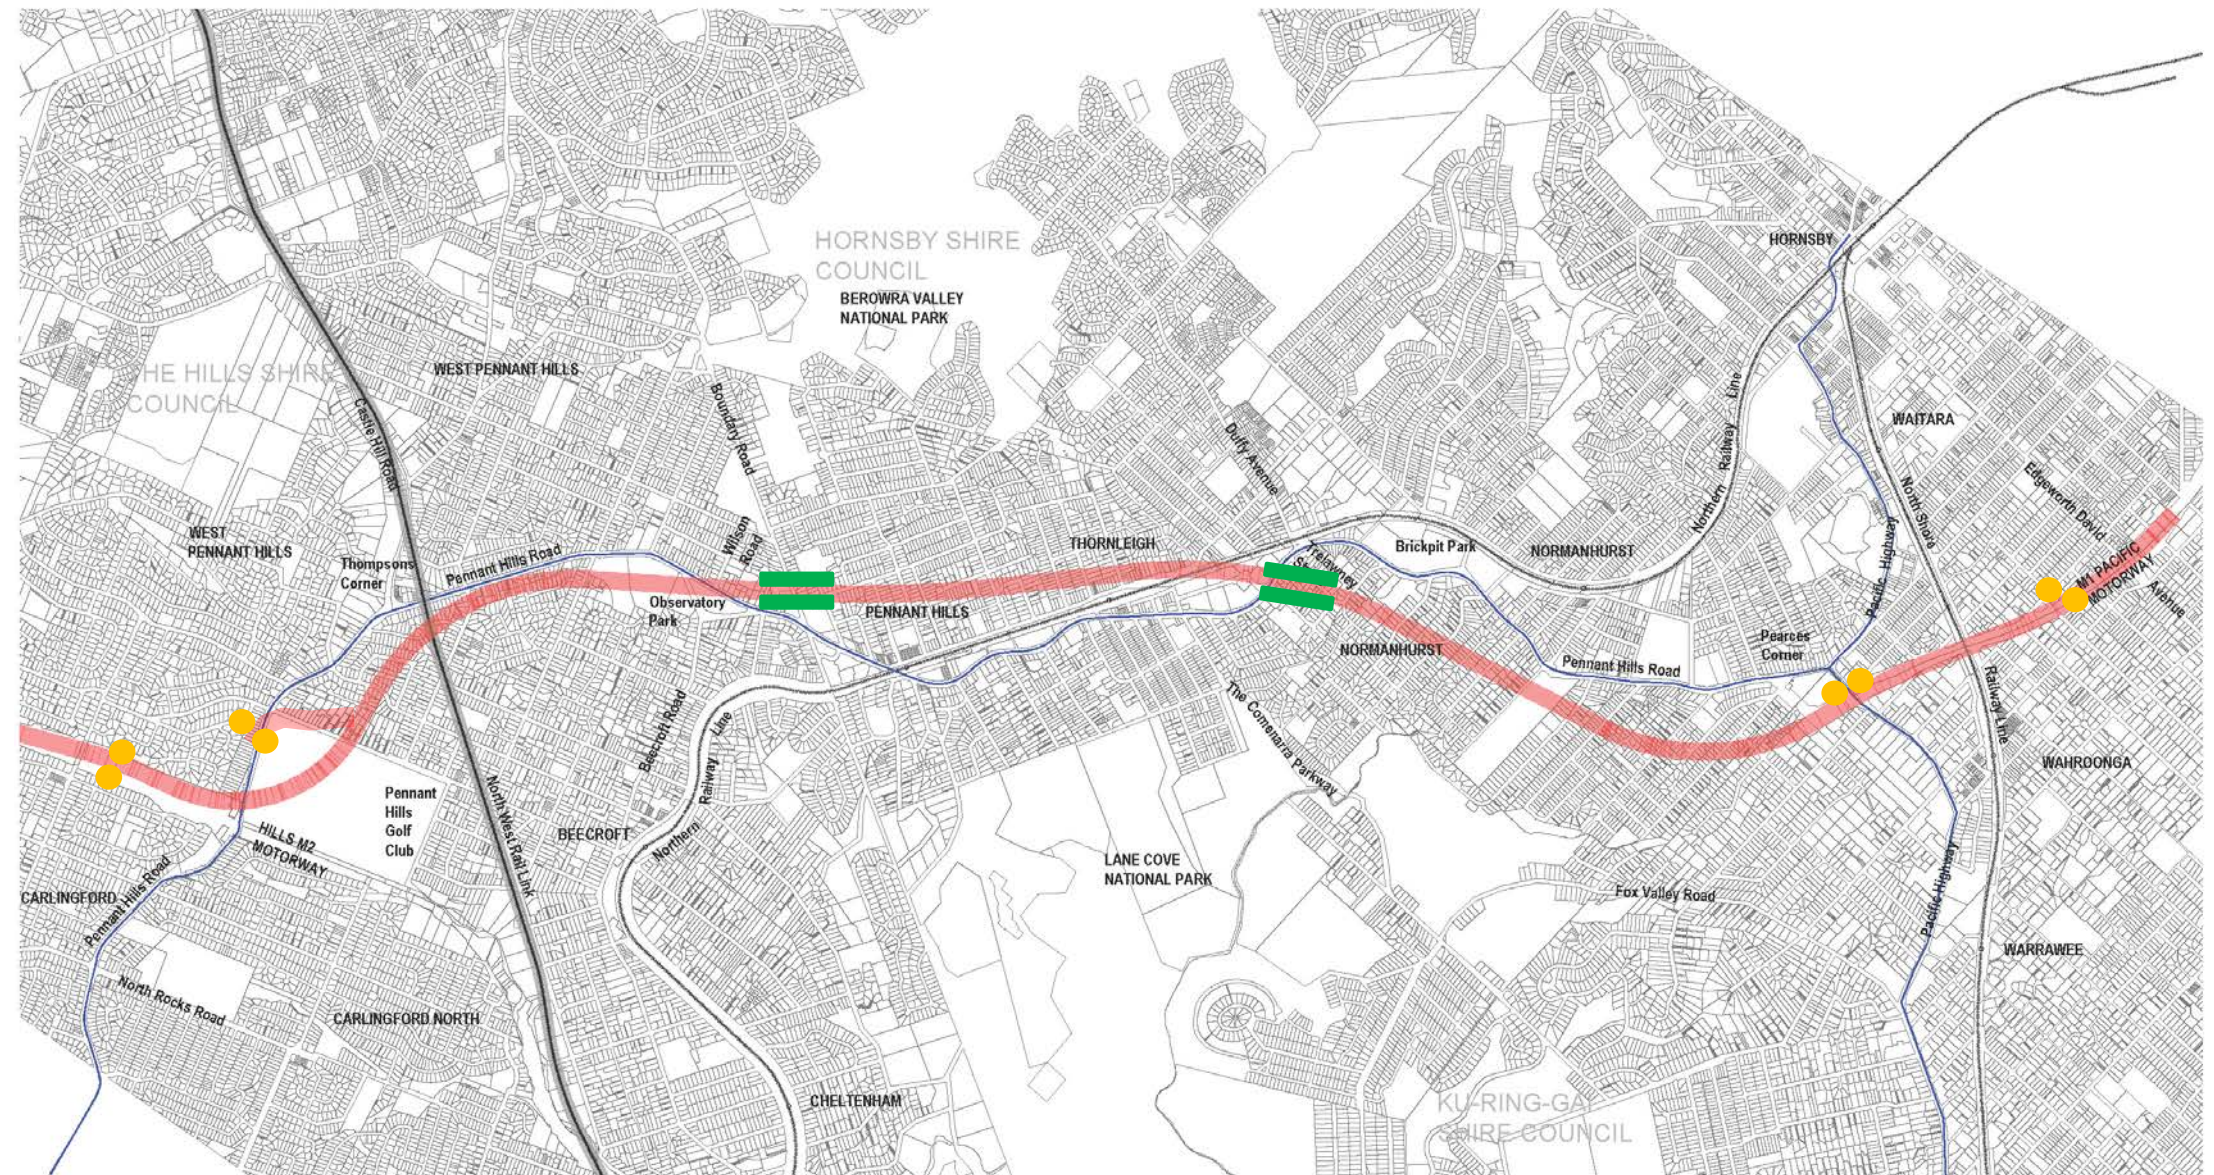 HORNSBY SHIRE
COUNCIL
BEROWRA VALLEY
NATIONAL PARK
HORNSBY
HE HILLS SHIRE
COUNCIL
WEST PENNANT HILLS
Castle Hill Road
Boundary Road
Duffy Avenue
Northern Railway Line
WAITARA
North Shore
Railway Line
Edgeworth David
Avenue
M1 PACIFIC
MOTORWAY
Pacific Highway
WEST
PENNANT HILLS
Thompsons
Corner
Pennant Hills Road
Wilson
Road
Observatory
Park
THORNLEIGH
PENNANT HILLS
Trelawney
Brickpit Park
NORMANHURST
NORMANHURST
Pennant Hills Road
Pearces
Corner
The Comenarra Parkway
Beecroft Road
Northern Railway Line
BEECROFT
North West Rail Link
Pennant
Hills
Golf
Club
HILLS M2
MOTORWAY
CARLINGFORD
Pennant Hills Road
North Rocks Road
CARLINGFORD NORTH
CHELTENHAM
LANE COVE
NATIONAL PARK
Fox Valley Road
WAHROONGA
Pacific Highway
WARRAWEE
KU-RING-GAI
SHIRE COUNCIL